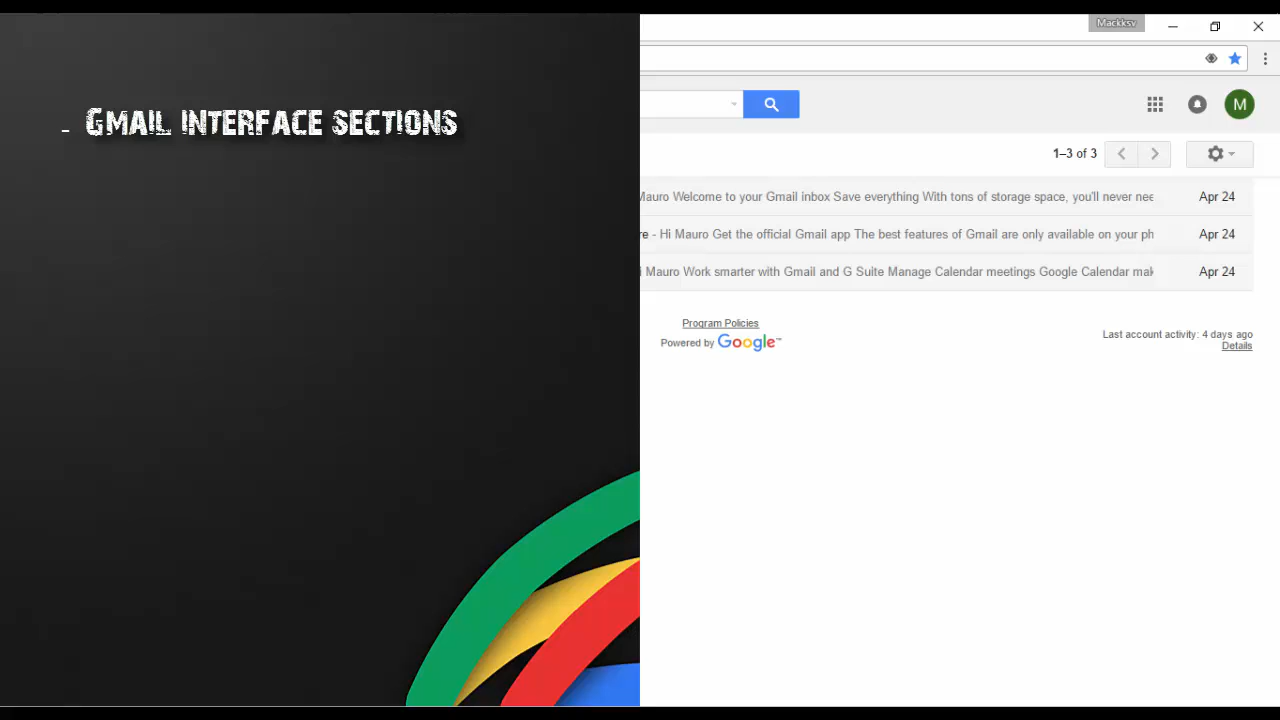 - GMAIL INTERFACE SECTIONS
Mackksv
M
1–3 of 3
Mauro Welcome to your Gmail inbox Save everything With tons of storage space, you'll never nee Apr 24
re - Hi Mauro Get the official Gmail app The best features of Gmail are only available on your ph Apr 24
i Mauro Work smarter with Gmail and G Suite Manage Calendar meetings Google Calendar mak Apr 24
Program Policies
Powered by Google™
Last account activity: 4 days ago
Details